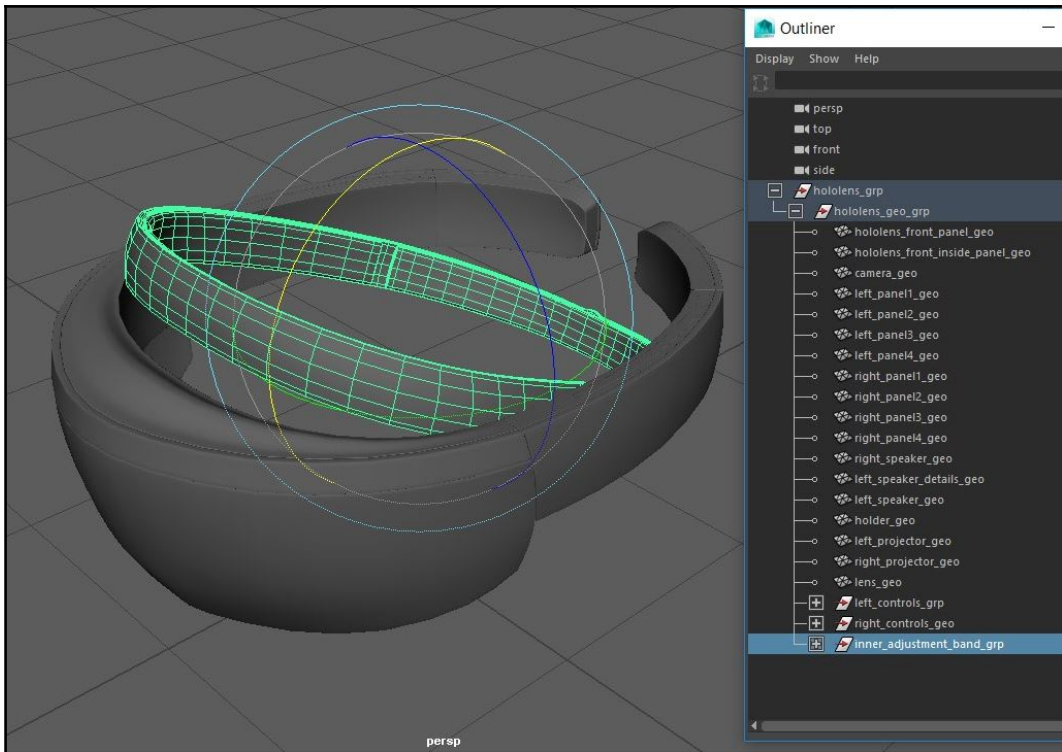 Outliner
Display Show Help
persp
top
front
side
hololens_grp
hololens_geo_grp
hololens_front_panel_geo
hololens_front_inside_panel_geo
camera_geo
left_panel1_geo
left_panel2_geo
left_panel3_geo
left_panel4_geo
right_panel1_geo
right_panel2_geo
right_panel3_geo
right_panel4_geo
right_speaker_geo
left_speaker_details_geo
left_speaker_geo
holder_geo
left_projector_geo
right_projector_geo
lens_geo
left_controls_grp
right_controls_geo
inner_adjustment_band_grp
persp